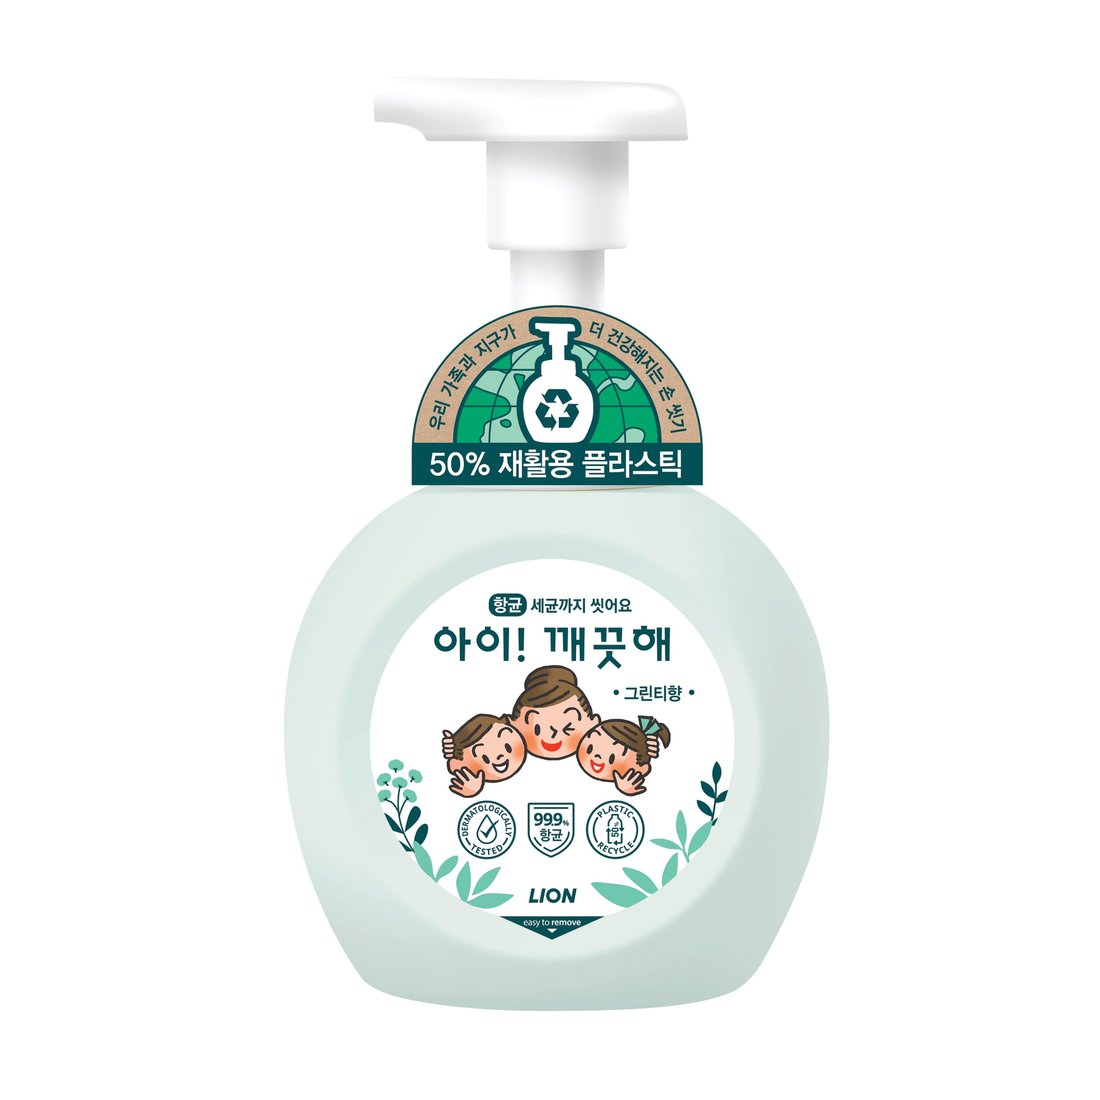 우리 가족과 지구가 더 건강해지는 손 씻기
50% 재활용 플라스틱
항균 세균까지 씻어요
아이! 깨끗해
• 그린티향 •
DERMATOLOGICALLY TESTED
99.9% 항균
PLASTIC 50% RECYCLE
LION
easy to remove